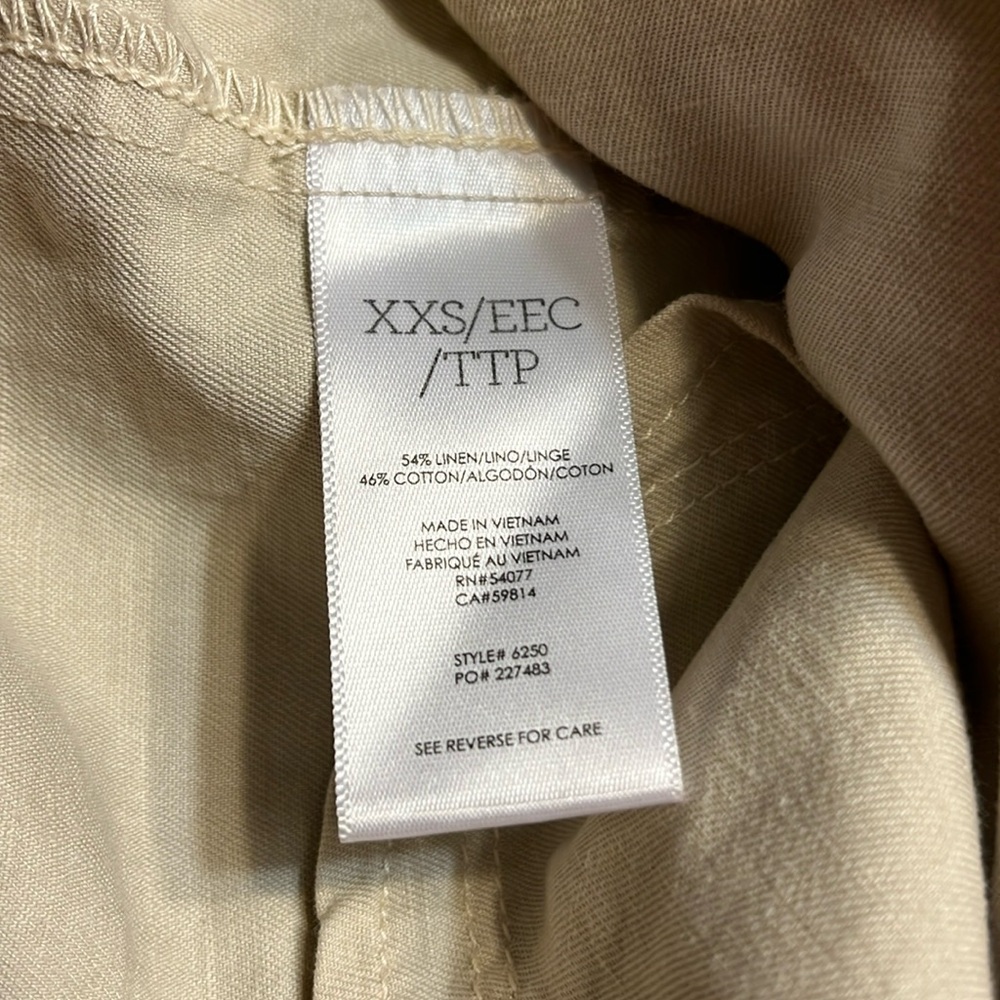 XXS/EEC
/TTP
54% LINEN/LINO/LINGE
46% COTTON/ALGODÓN/COTON
MADE IN VIETNAM
HECHO EN VIETNAM
FABRIQUÉ AU VIETNAM
RN#54077
CA#59814
STYLE# 6250
PO# 227483
SEE REVERSE FOR CARE